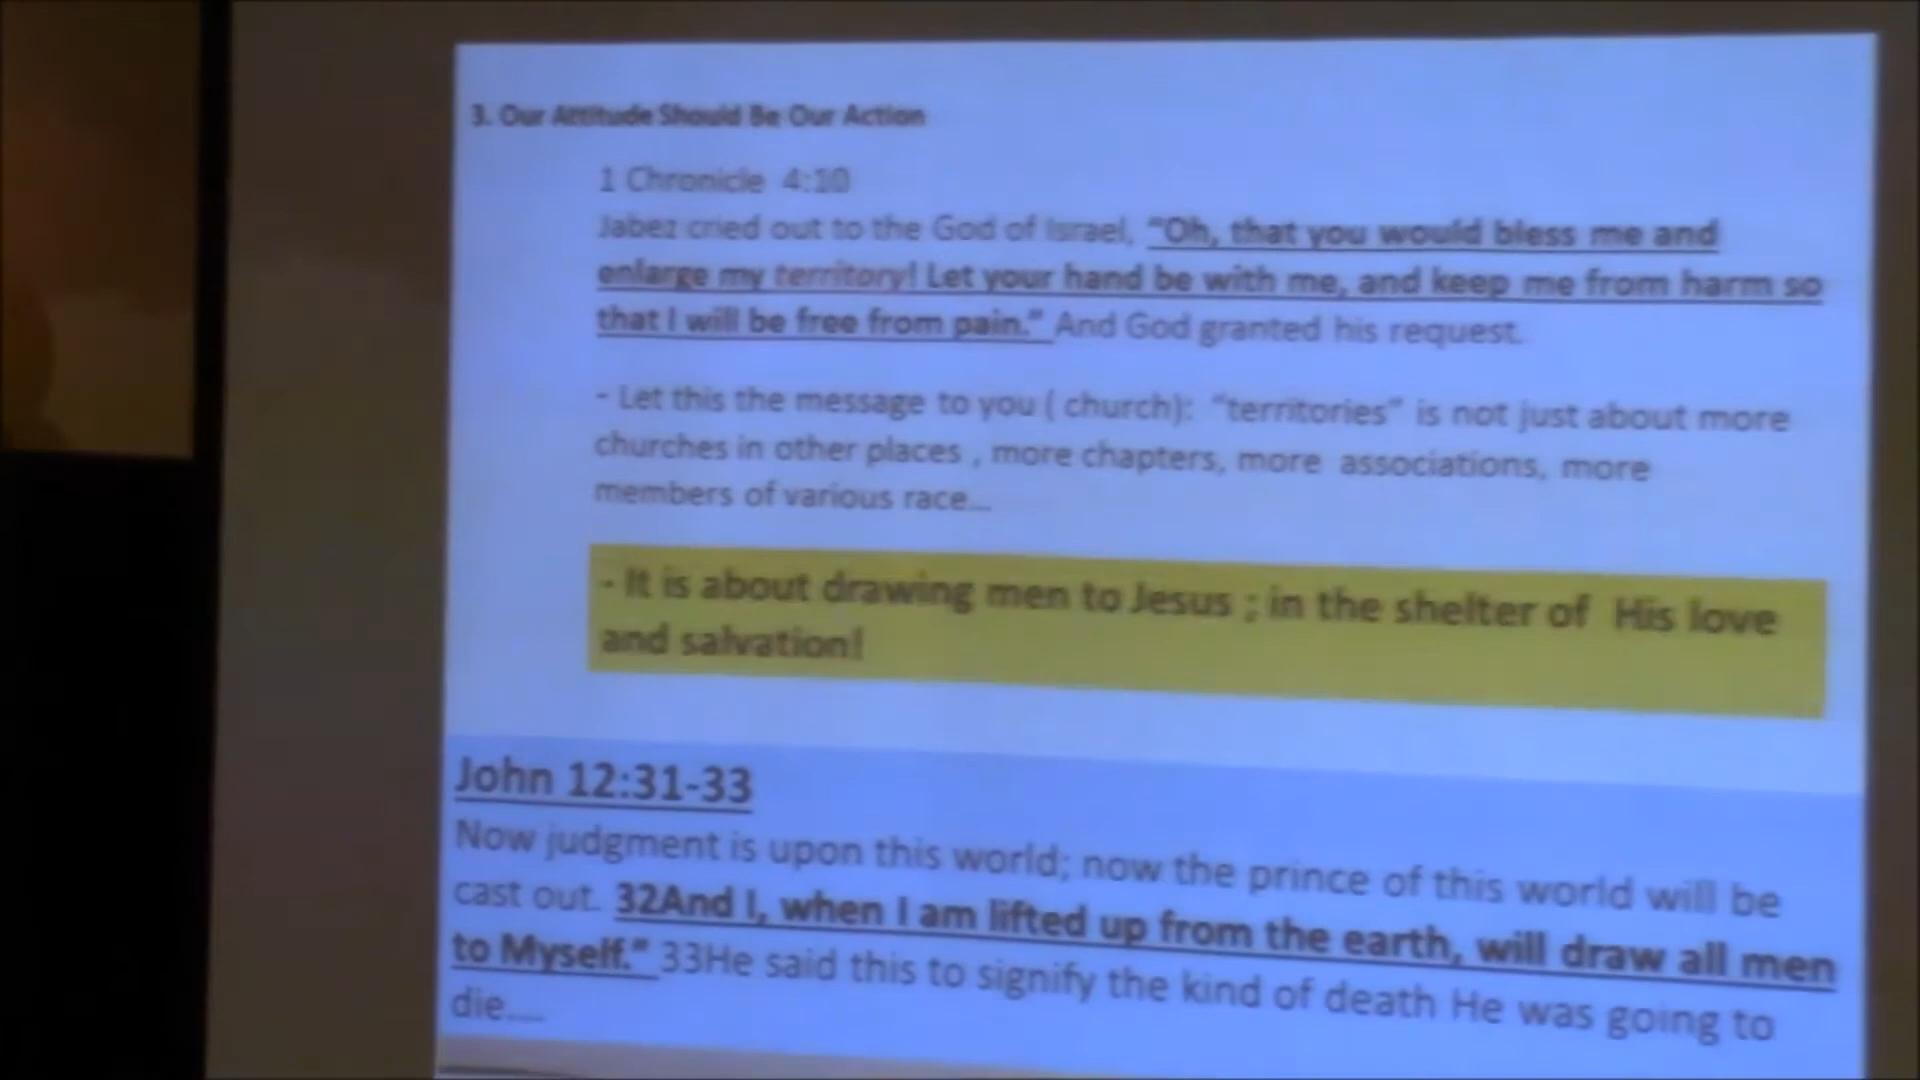 3. Our Attitude Should Be Our Action
1 Chronicle 4:10
Jabez cried out to the God of Israel, “Oh, that you would bless me and
enlarge my territory! Let your hand be with me, and keep me from harm so
that I will be free from pain.” And God granted his request.
- Let this the message to you ( church): “territories” is not just about more
churches in other places , more chapters, more associations, more
members of various race...
- It is about drawing men to Jesus ; in the shelter of His love
and salvation!
John 12:31-33
Now judgment is upon this world; now the prince of this world will be
cast out. 32And I, when I am lifted up from the earth, will draw all men
to Myself.” 33He said this to signify the kind of death He was going to
die....